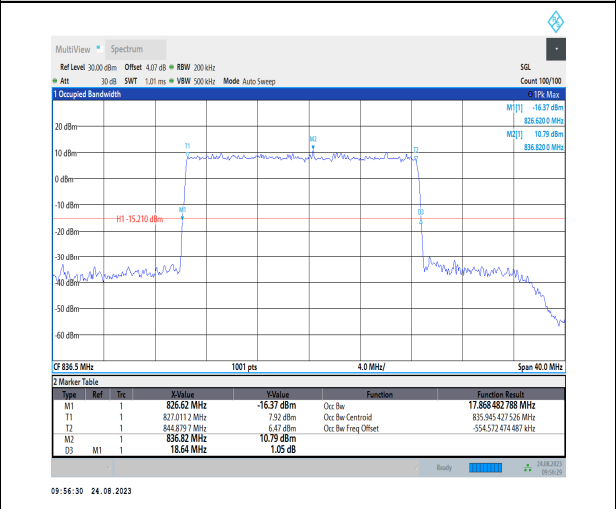 MultiView Spectrum
Ref Level 30.00 dBm Offset 4.07 dB RBW 200 kHz SGL
Att 30 dB SWT 1.01 ms VBW 500 kHz Mode Auto Sweep Count 100/100
1 Occupied Bandwidth 1Pk Max
M1[1] -16.37 dBm
826.6200 MHz
M2[1] 10.79 dBm
836.8200 MHz
20 dBm
10 dBm
0 dBm
-10 dBm
-20 dBm
-30 dBm
-40 dBm
-50 dBm
-60 dBm
T1
M2
T2
M1
D3
H1 -15.210 dBm
CF 836.5 MHz 1001 pts 4.0 MHz/ Span 40.0 MHz
2 Marker Table
Type Ref Trc X-Value Y-Value Function Function Result
M1 1 826.62 MHz -16.37 dBm Occ Bw 17.868 482 788 MHz
T1 1 827.011 2 MHz 7.92 dBm Occ Bw Centroid 835.945 427 526 MHz
T2 1 844.879 7 MHz 6.47 dBm Occ Bw Freq Offset -554.572 474 487 kHz
M2 1 836.82 MHz 10.79 dBm
D3 M1 1 18.64 MHz 1.05 dB
Ready 24.08.2023
09:56:29
09:56:30 24.08.2023